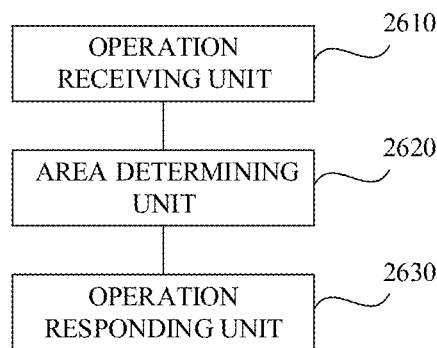 2610
OPERATION
RECEIVING UNIT
2620
AREA DETERMINING
UNIT
2630
OPERATION
RESPONDING UNIT